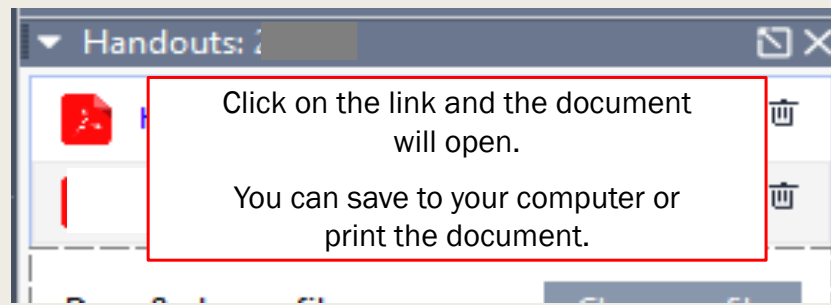 Handouts:
Click on the link and the document
will open.
You can save to your computer or
print the document.